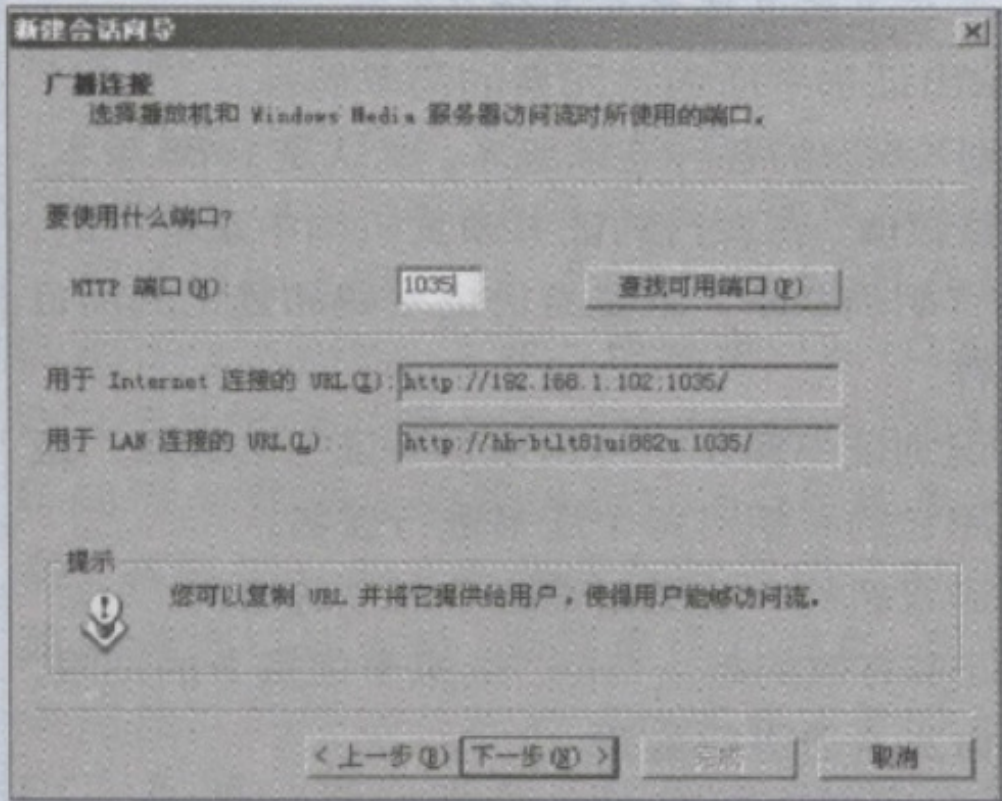 新建会话向导
广播连接
选择播放机和 Windows Media 服务器访问流时所使用的端口。
要使用什么端口?
HTTP 端口(H): 1035 查找可用端口(F)
用于 Internet 连接的 URL(I): http://192.168.1.102:1035/
用于 LAN 连接的 URL(L): http://hh-btlt81ui882u:1035/
提示
您可以复制 URL 并将它提供给用户，使得用户能够访问流。
< 上一步(B) 下一步(N) > 完成 取消